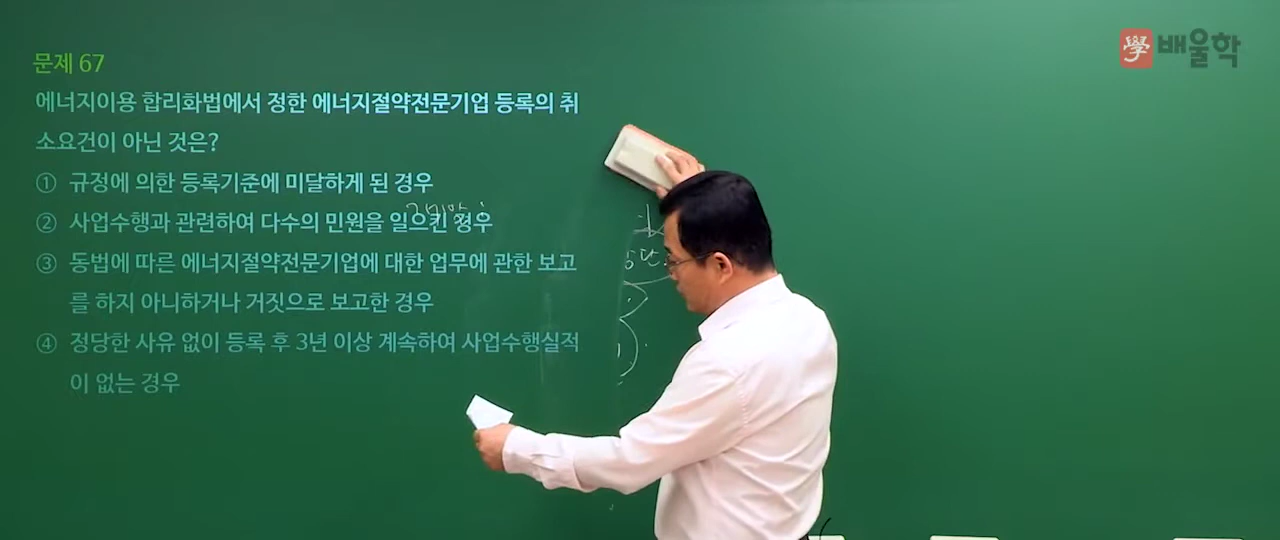 學 배울학
문제 67
에너지이용 합리화법에서 정한 에너지절약전문기업 등록의 취
소요건이 아닌 것은?
① 규정에 의한 등록기준에 미달하게 된 경우
② 사업수행과 관련하여 다수의 민원을 일으킨 경우
③ 동법에 따른 에너지절약전문기업에 대한 업무에 관한 보고
를 하지 아니하거나 거짓으로 보고한 경우
④ 정당한 사유 없이 등록 후 3년 이상 계속하여 사업수행실적
이 없는 경우